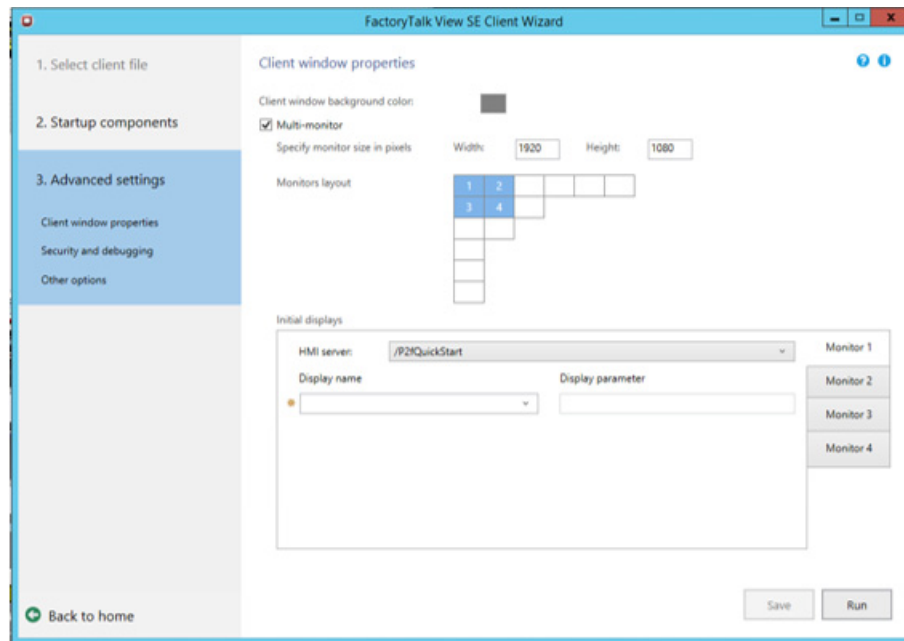 FactoryTalk View SE Client Wizard
1. Select client file
2. Startup components
3. Advanced settings
Client window properties
Security and debugging
Other options
Back to home
Client window properties
Client window background color:
Multi-monitor
Specify monitor size in pixels Width: 1920 Height: 1080
Monitors layout
1 2
3 4
Initial displays
HMI server: /P2fQuickStart
Display name Display parameter
Monitor 1
Monitor 2
Monitor 3
Monitor 4
Save Run